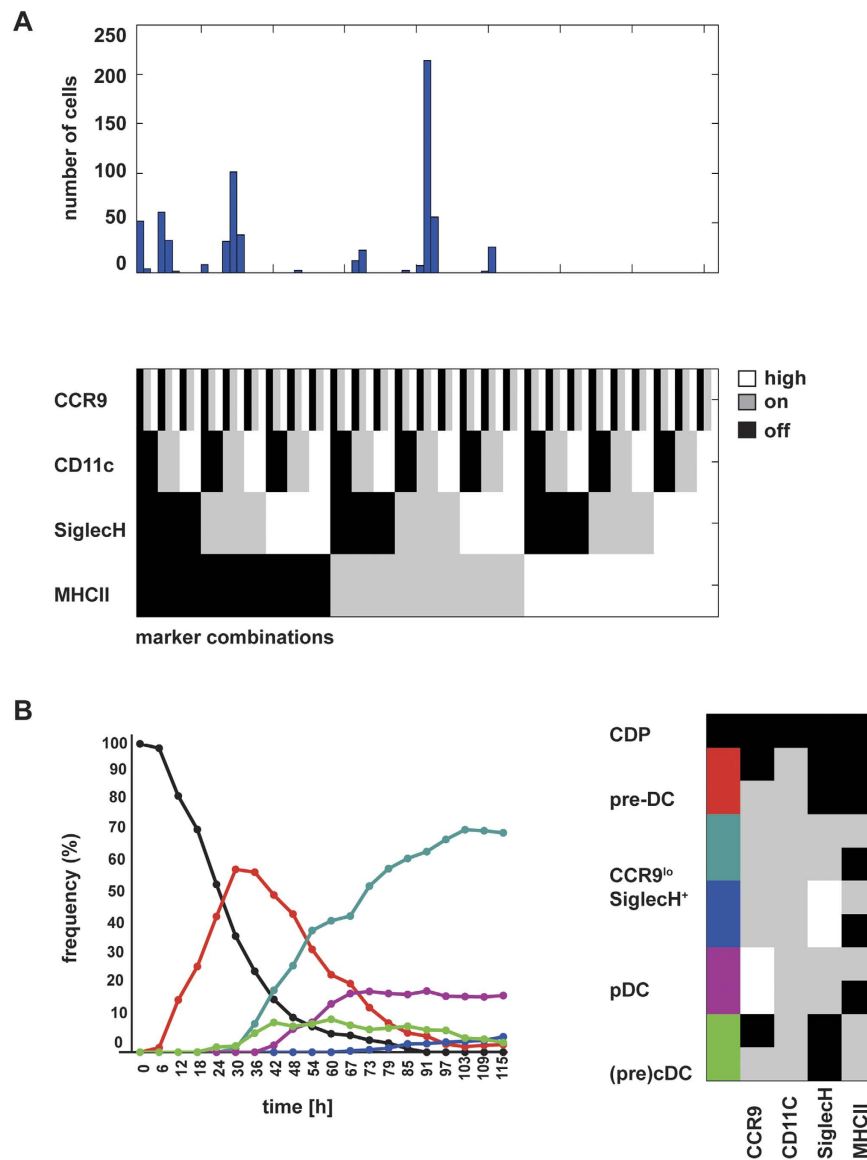 A
number of cells
250
200
150
100
50
0
CCR9
CD11c
SiglecH
MHCII
high
on
off
marker combinations
B
frequency (%)
100
90
80
70
60
50
40
30
20
10
0
0 6 12 18 24 30 36 42 48 54 60 67 73 79 85 91 97 103 109 115
time [h]
CDP
pre-DC
CCR9lo
SiglecH+
pDC
(pre)cDC
CCR9 CD11C SiglecH MHCII